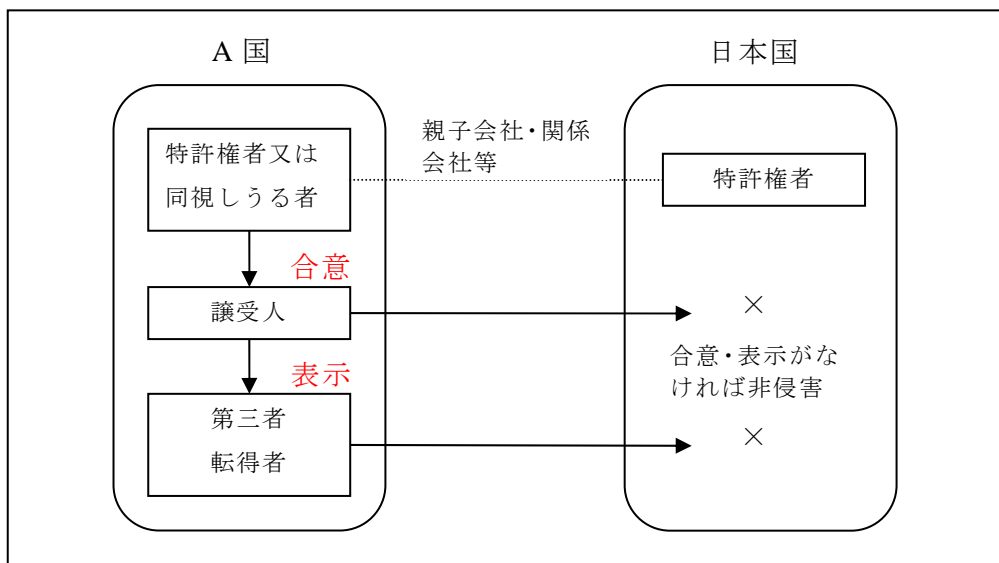 A国
日本国
特許権者又は
同視しうる者
親子会社・関係
会社等
特許権者
合意
譲受人
×
合意・表示がな
ければ非侵害
表示
第三者
転得者
×